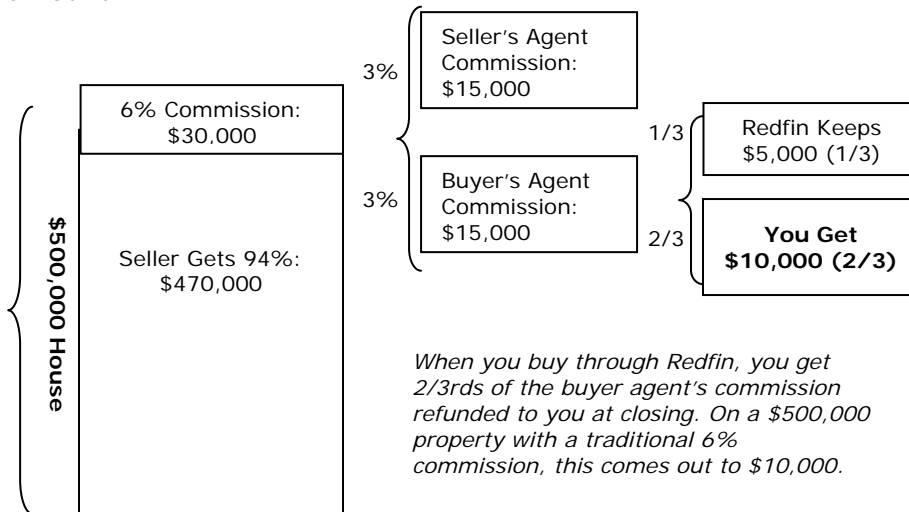 Seller's Agent
Commission:
$15,000
3%
6% Commission:
$30,000
1/3
Redfin Keeps
$5,000 (1/3)
3%
Buyer's Agent
Commission:
$15,000
2/3
You Get
$10,000 (2/3)
$500,000 House
Seller Gets 94%:
$470,000
When you buy through Redfin, you get
2/3rds of the buyer agent's commission
refunded to you at closing. On a $500,000
property with a traditional 6%
commission, this comes out to $10,000.